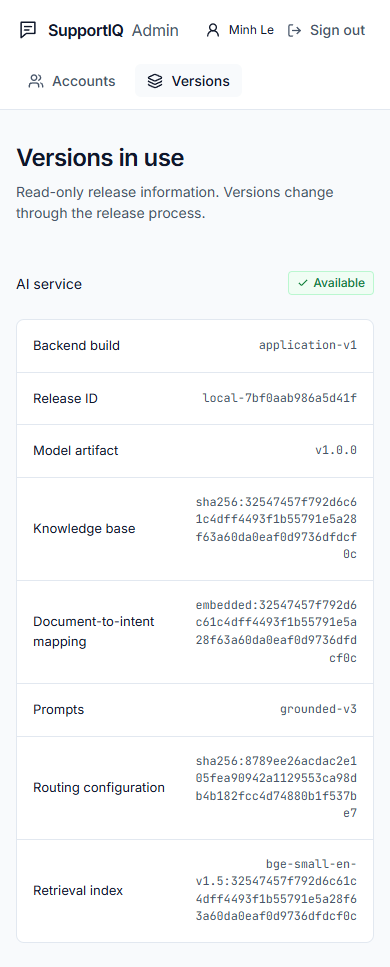 SupportIQ Admin Minh Le Sign out
Accounts Versions
Versions in use
Read-only release information. Versions change
through the release process.
AI service Available
Backend build application-v1
Release ID local-7bf0aab986a5d41f
Model artifact v1.0.0
Knowledge base
sha256:32547457f792d6c6
1c4dff4493f1b55791e5a28
f63a60da0eaf0d9736dfdcf
0c
Document-to-intent
mapping
embedded:32547457f792d6
c61c4dff4493f1b55791e5a
28f63a60da0eaf0d9736dfd
cf0c
Prompts grounded-v3
Routing configuration
sha256:8789ee26acdac2e1
05fea90942a1129553ca98d
b4b182fcc4d74880b1f537b
e7
Retrieval index
bge-small-en-
v1.5:32547457f792d6c61c
4dff4493f1b55791e5a28f6
3a60da0eaf0d9736dfdcf0c